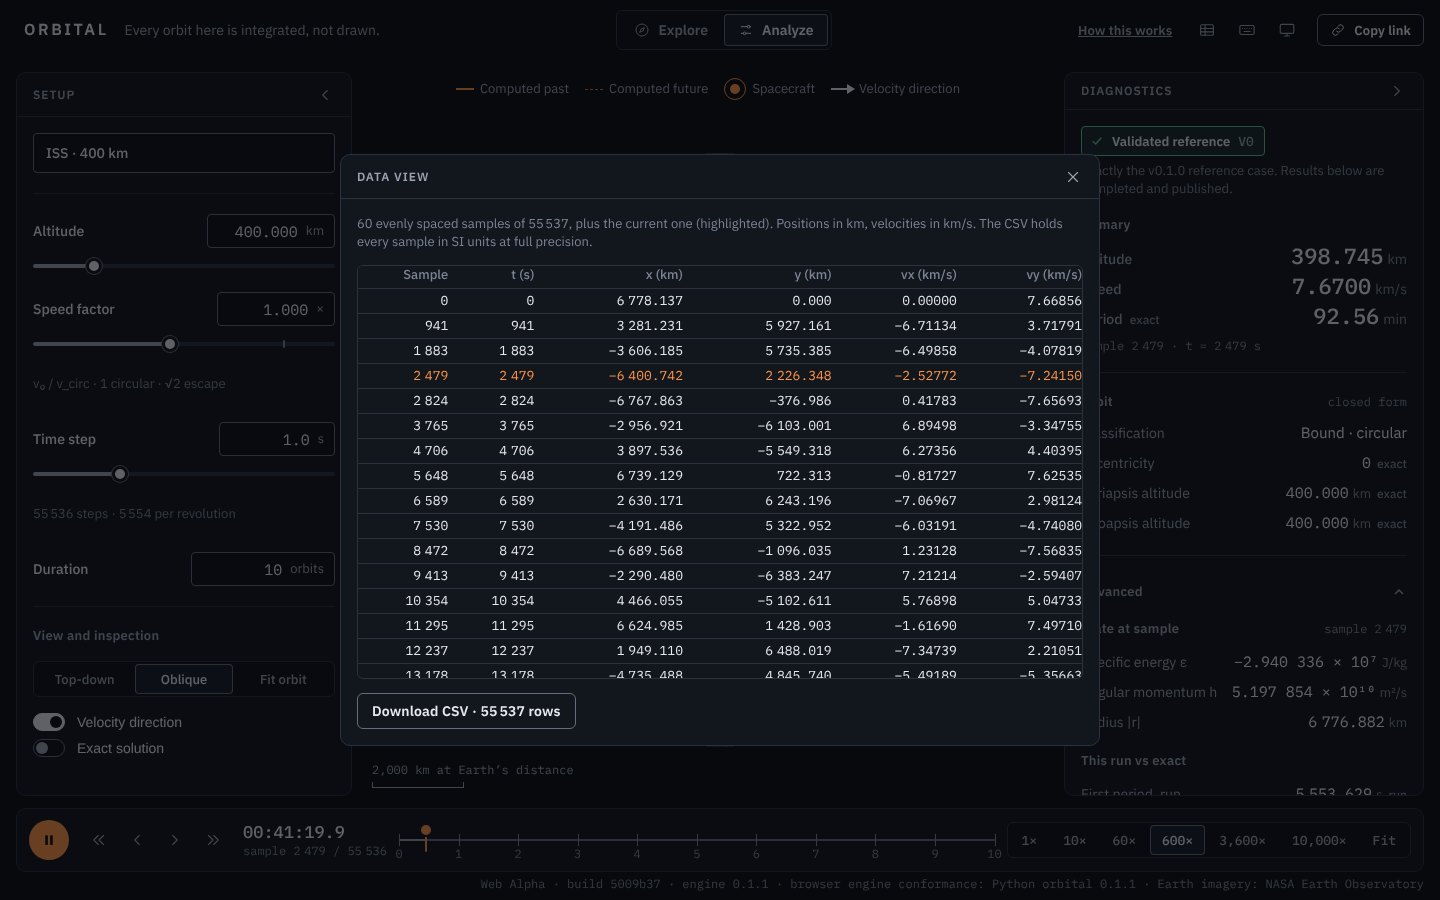 ORBITAL Every orbit here is integrated, not drawn. Explore Analyze How this works Copy link
SETUP
ISS · 400 km
Altitude 400.000 km
Speed factor 1.000 ×
v₀ / v_circ · 1 circular · √2 escape
Time step 1.0 s
55 536 steps · 5 554 per revolution
Duration 10 orbits
View and inspection
Top-down Oblique Fit orbit
Velocity direction
Exact solution
Computed past Computed future Spacecraft Velocity direction
DATA VIEW
60 evenly spaced samples of 55 537, plus the current one (highlighted). Positions in km, velocities in km/s. The CSV holds
every sample in SI units at full precision.
Sample t (s) x (km) y (km) vx (km/s) vy (km/s)
0 0 6 778.137 0.000 0.00000 7.66856
941 941 3 281.231 5 927.161 −6.71134 3.71791
1 883 1 883 −3 606.185 5 735.385 −6.49858 −4.07819
2 479 2 479 −6 400.742 2 226.348 −2.52772 −7.24150
2 824 2 824 −6 767.863 −376.986 0.41783 −7.65693
3 765 3 765 −2 956.921 −6 103.001 6.89498 −3.34755
4 706 4 706 3 897.536 −5 549.318 6.27356 4.40395
5 648 5 648 6 739.129 722.313 −0.81727 7.62535
6 589 6 589 2 630.171 6 243.196 −7.06967 2.98124
7 530 7 530 −4 191.486 5 322.952 −6.03191 −4.74080
8 472 8 472 −6 689.568 −1 096.035 1.23128 −7.56835
9 413 9 413 −2 290.480 −6 383.247 7.21214 −2.59407
10 354 10 354 4 466.055 −5 102.611 5.76898 5.04733
11 295 11 295 6 624.985 1 428.903 −1.61690 7.49710
12 237 12 237 1 949.110 6 488.019 −7.34739 2.21051
13 178 13 178 −4 735.488 4 845.740 −5.49189 −5.35663
Download CSV · 55 537 rows
2,000 km at Earth’s distance
DIAGNOSTICS
Validated reference V0
the v0.1.0 reference case. Results below are
and published.
398.745 km
7.6700 km/s
exact 92.56 min
2 479 · t = 2 479 s
closed form
Bound · circular
0 exact
altitude 400.000 km exact
altitude 400.000 km exact
at sample sample 2 479
energy ε −2.940 336 × 10⁷ J/kg
momentum h 5.197 854 × 10¹⁰ m²/s
|r| 6 776.882 km
This run vs exact
First period, run 5 553.629 s run
00:41:19.9
sample 2 479 / 55 536
0 1 2 3 4 5 6 7 8 9 10
1× 10× 60× 600× 3,600× 10,000× Fit
Web Alpha · build 5009b37 · engine 0.1.1 · browser engine conformance: Python orbital 0.1.1 · Earth imagery: NASA Earth Observatory